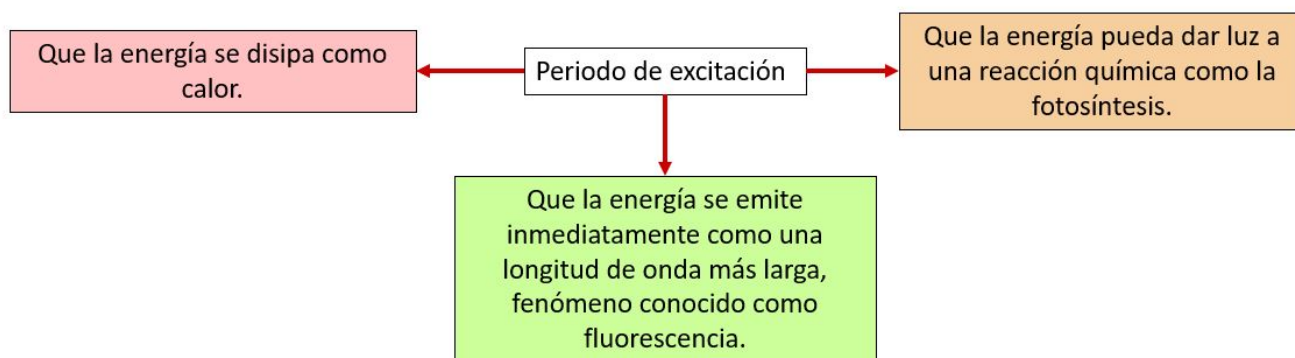 Que la energía se disipa como
calor.
Periodo de excitación
Que la energía pueda dar luz a
una reacción química como la
fotosíntesis.
Que la energía se emite
inmediatamente como una
longitud de onda más larga,
fenómeno conocido como
fluorescencia.